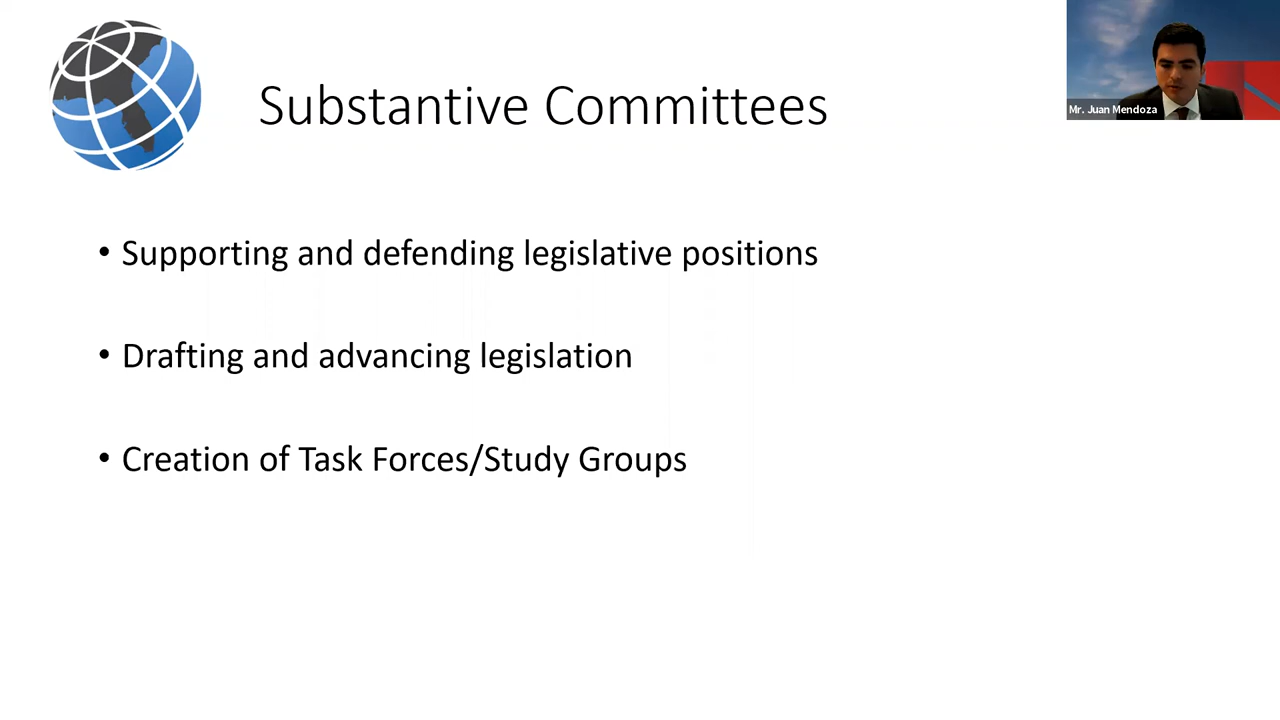 Substantive Committees
Mr. Juan Mendoza
• Supporting and defending legislative positions
• Drafting and advancing legislation
• Creation of Task Forces/Study Groups